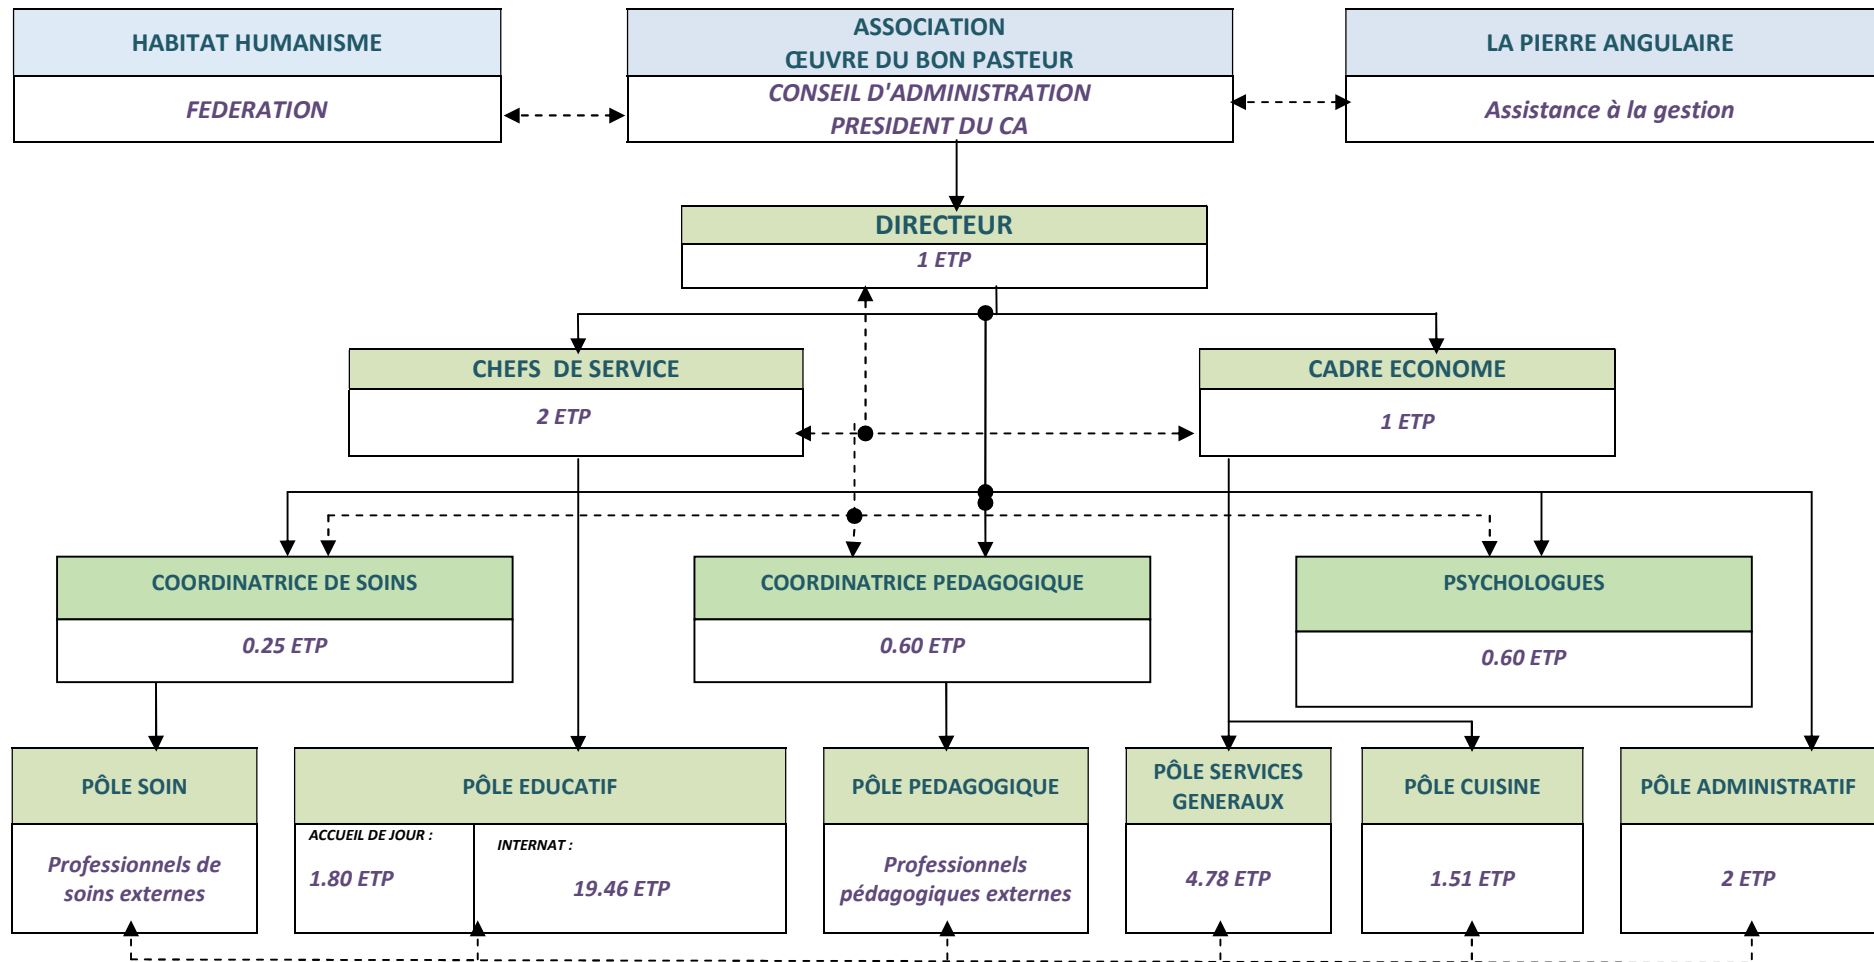 HABITAT HUMANISME
FEDERATION
ASSOCIATION
ŒUVRE DU BON PASTEUR
CONSEIL D'ADMINISTRATION
PRESIDENT DU CA
LA PIERRE ANGULAIRE
Assistance à la gestion
DIRECTEUR
1 ETP
CHEFS DE SERVICE
2 ETP
CADRE ECONOME
1 ETP
COORDINATRICE DE SOINS
0.25 ETP
COORDINATRICE PEDAGOGIQUE
0.60 ETP
PSYCHOLOGUES
0.60 ETP
PÔLE SOIN
Professionnels de
soins externes
PÔLE EDUCATIF
ACCUEIL DE JOUR :
1.80 ETP
INTERNAT :
19.46 ETP
PÔLE PEDAGOGIQUE
Professionnels
pédagogiques externes
PÔLE SERVICES
GENERAUX
4.78 ETP
PÔLE CUISINE
1.51 ETP
PÔLE ADMINISTRATIF
2 ETP